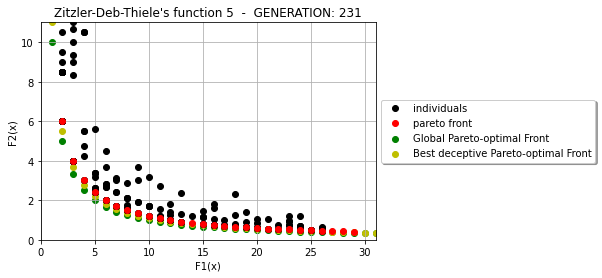 Zitzler-Deb-Thiele's function 5 - GENERATION: 231
F2(x)
10
8
6
4
2
0
0 5 10 15 20 25 30
F1(x)
individuals
pareto front
Global Pareto-optimal Front
Best deceptive Pareto-optimal Front